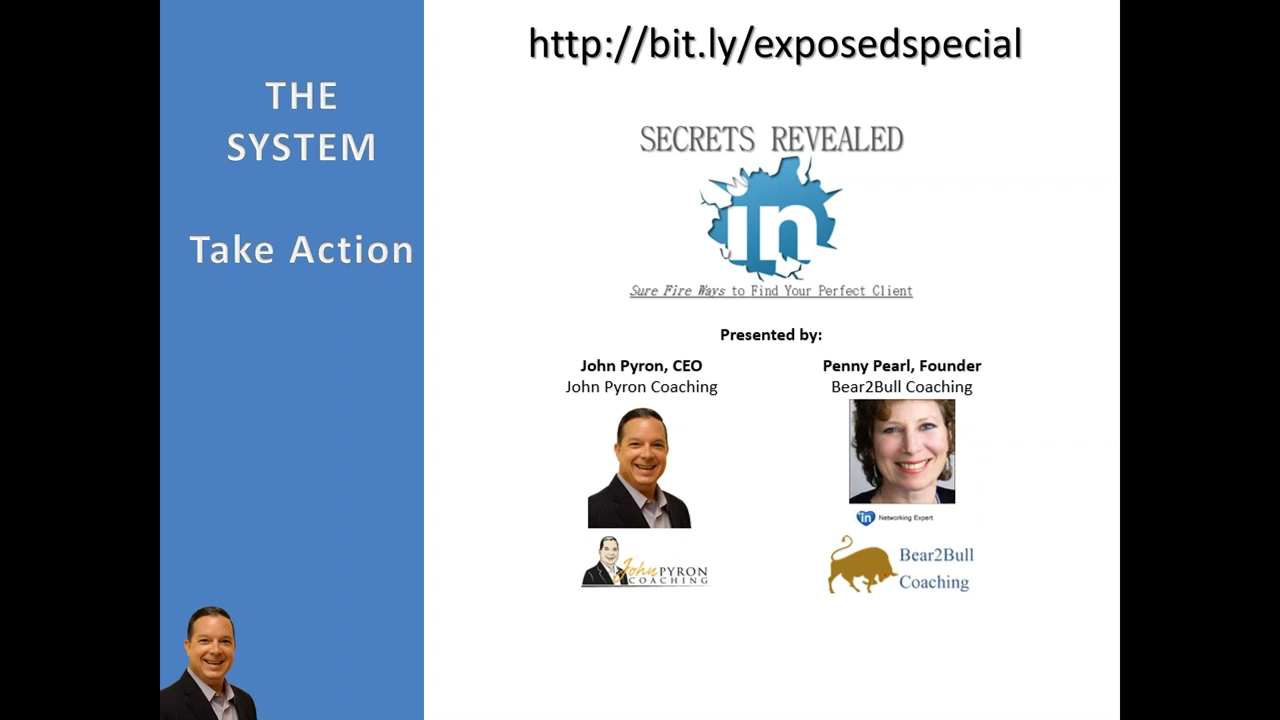 THE
SYSTEM
Take Action
http://bit.ly/exposedspecial
SECRETS REVEALED
in
Sure Fire Ways to Find Your Perfect Client
Presented by:
John Pyron, CEO
John Pyron Coaching
Penny Pearl, Founder
Bear2Bull Coaching
in Networking Expert
John PYRON
COACHING
Bear2Bull
Coaching